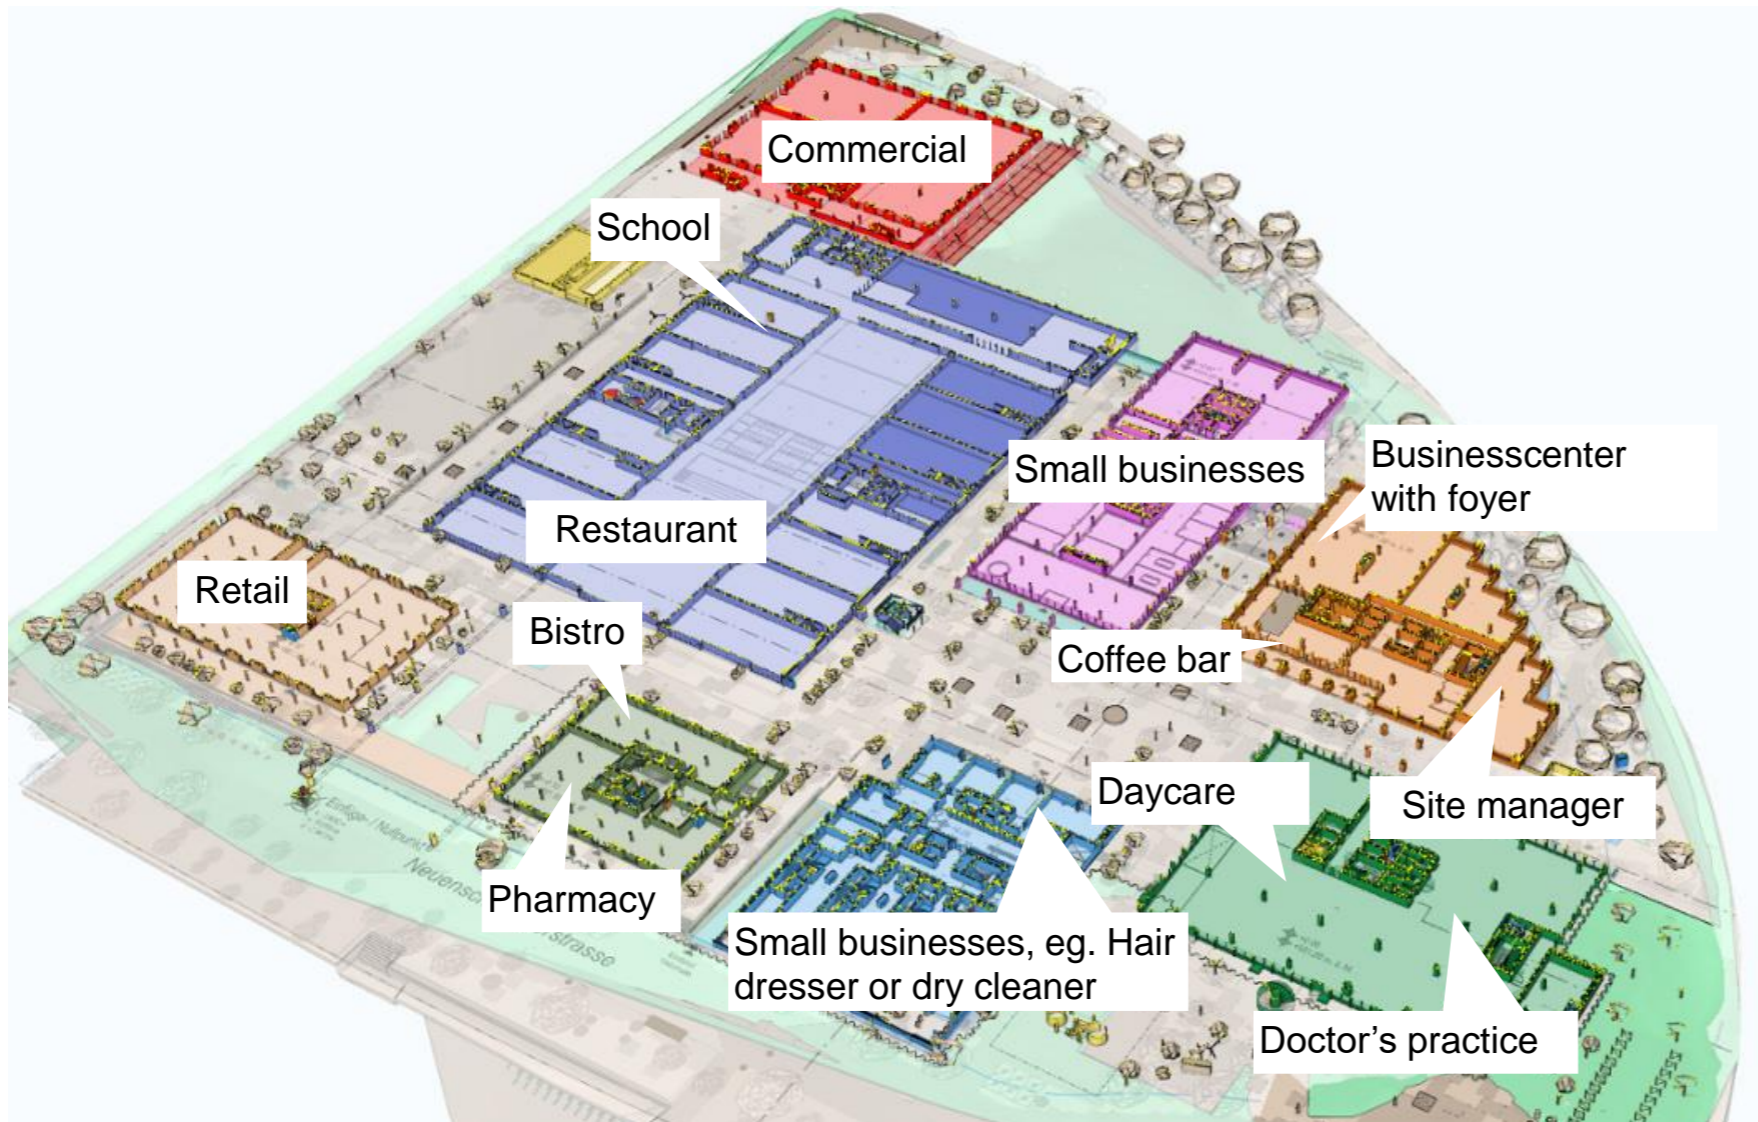 Commercial
School
Small businesses
Businesscenter
with foyer
Restaurant
Retail
Bistro
Coffee bar
Daycare
Site manager
Pharmacy
Small businesses, eg. Hair
dresser or dry cleaner
Doctor’s practice